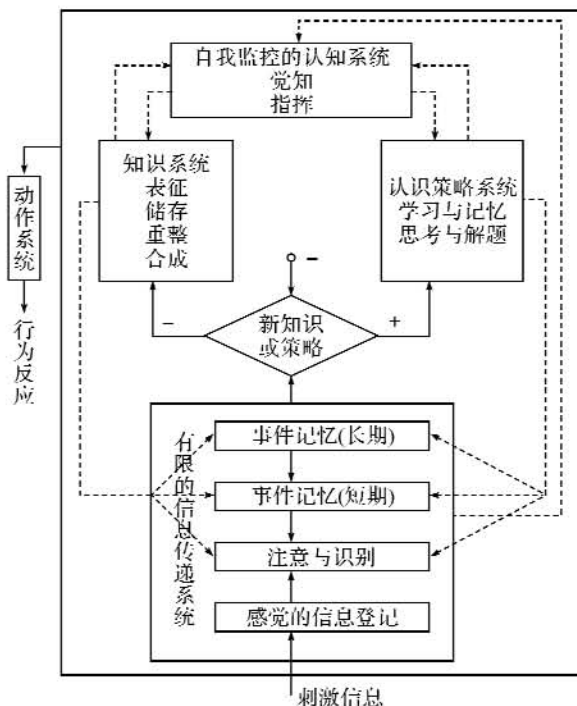 自我监控的认知系统
觉知
指挥
知识系统
表征
储存
重整
合成
认识策略系统
学习与记忆
思考与解题
动作系统
行为反应
−
新知识
或策略
−
+
有限的信息传递系统
事件记忆(长期)
事件记忆(短期)
注意与识别
感觉的信息登记
刺激信息